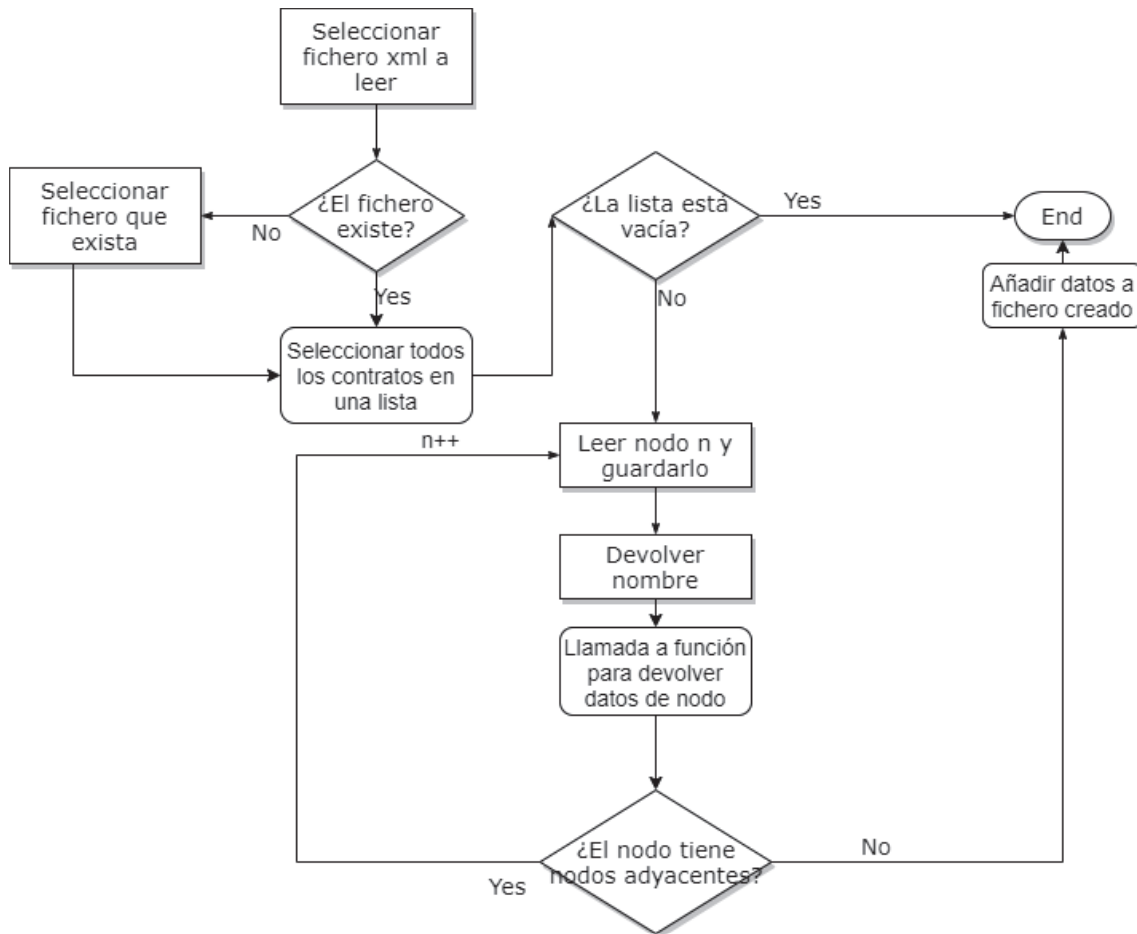 Seleccionar
fichero xml a
leer
¿El fichero
existe?
No
Yes
Seleccionar
fichero que
exista
Seleccionar todos
los contratos en
una lista
¿La lista está
vacía?
Yes
No
End
Añadir datos a
fichero creado
n++
Leer nodo n y
guardarlo
Devolver
nombre
Llamada a función
para devolver
datos de nodo
¿El nodo tiene
nodos adyacentes?
Yes
No